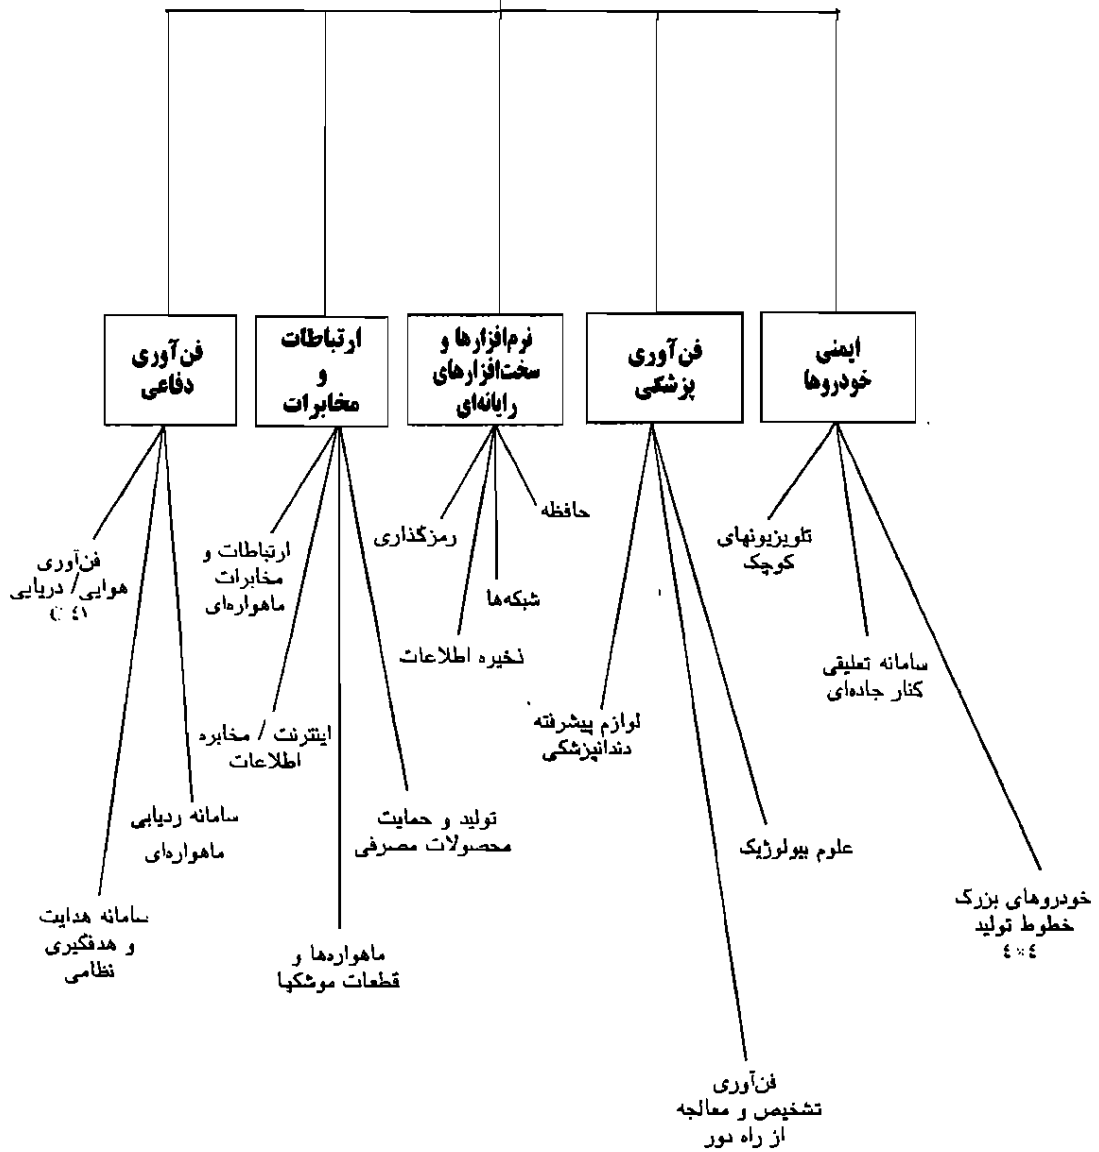 ایمنی
خودروها
فن‌آوری
پزشکی
نرم‌افزارها و
سخت‌افزارهای
رایانه‌ای
ارتباطات
و
مخابرات
فن‌آوری
دفاعی
تلویزیونهای
کوچک
سامانه تعلیقی
کنار جاده‌ای
خودروهای بزرگ
خطوط تولید
٤×٤
لوازم پیشرفته
دندانپزشکی
علوم بیولوژیک
فن‌آوری
تشخیص و معالجه
از راه دور
حافظه
شبکه‌ها
رمزگذاری
ذخیره اطلاعات
ارتباطات و
مخابرات
ماهواره‌ای
اینترنت / مخابره
اطلاعات
تولید و حمایت
محصولات مصرفی
ماهواره‌ها و
قطعات موشکها
فن‌آوری
هوایی/ دریایی
سامانه ردیابی
ماهواره‌ای
سامانه هدایت
و هدفگیری
نظامی